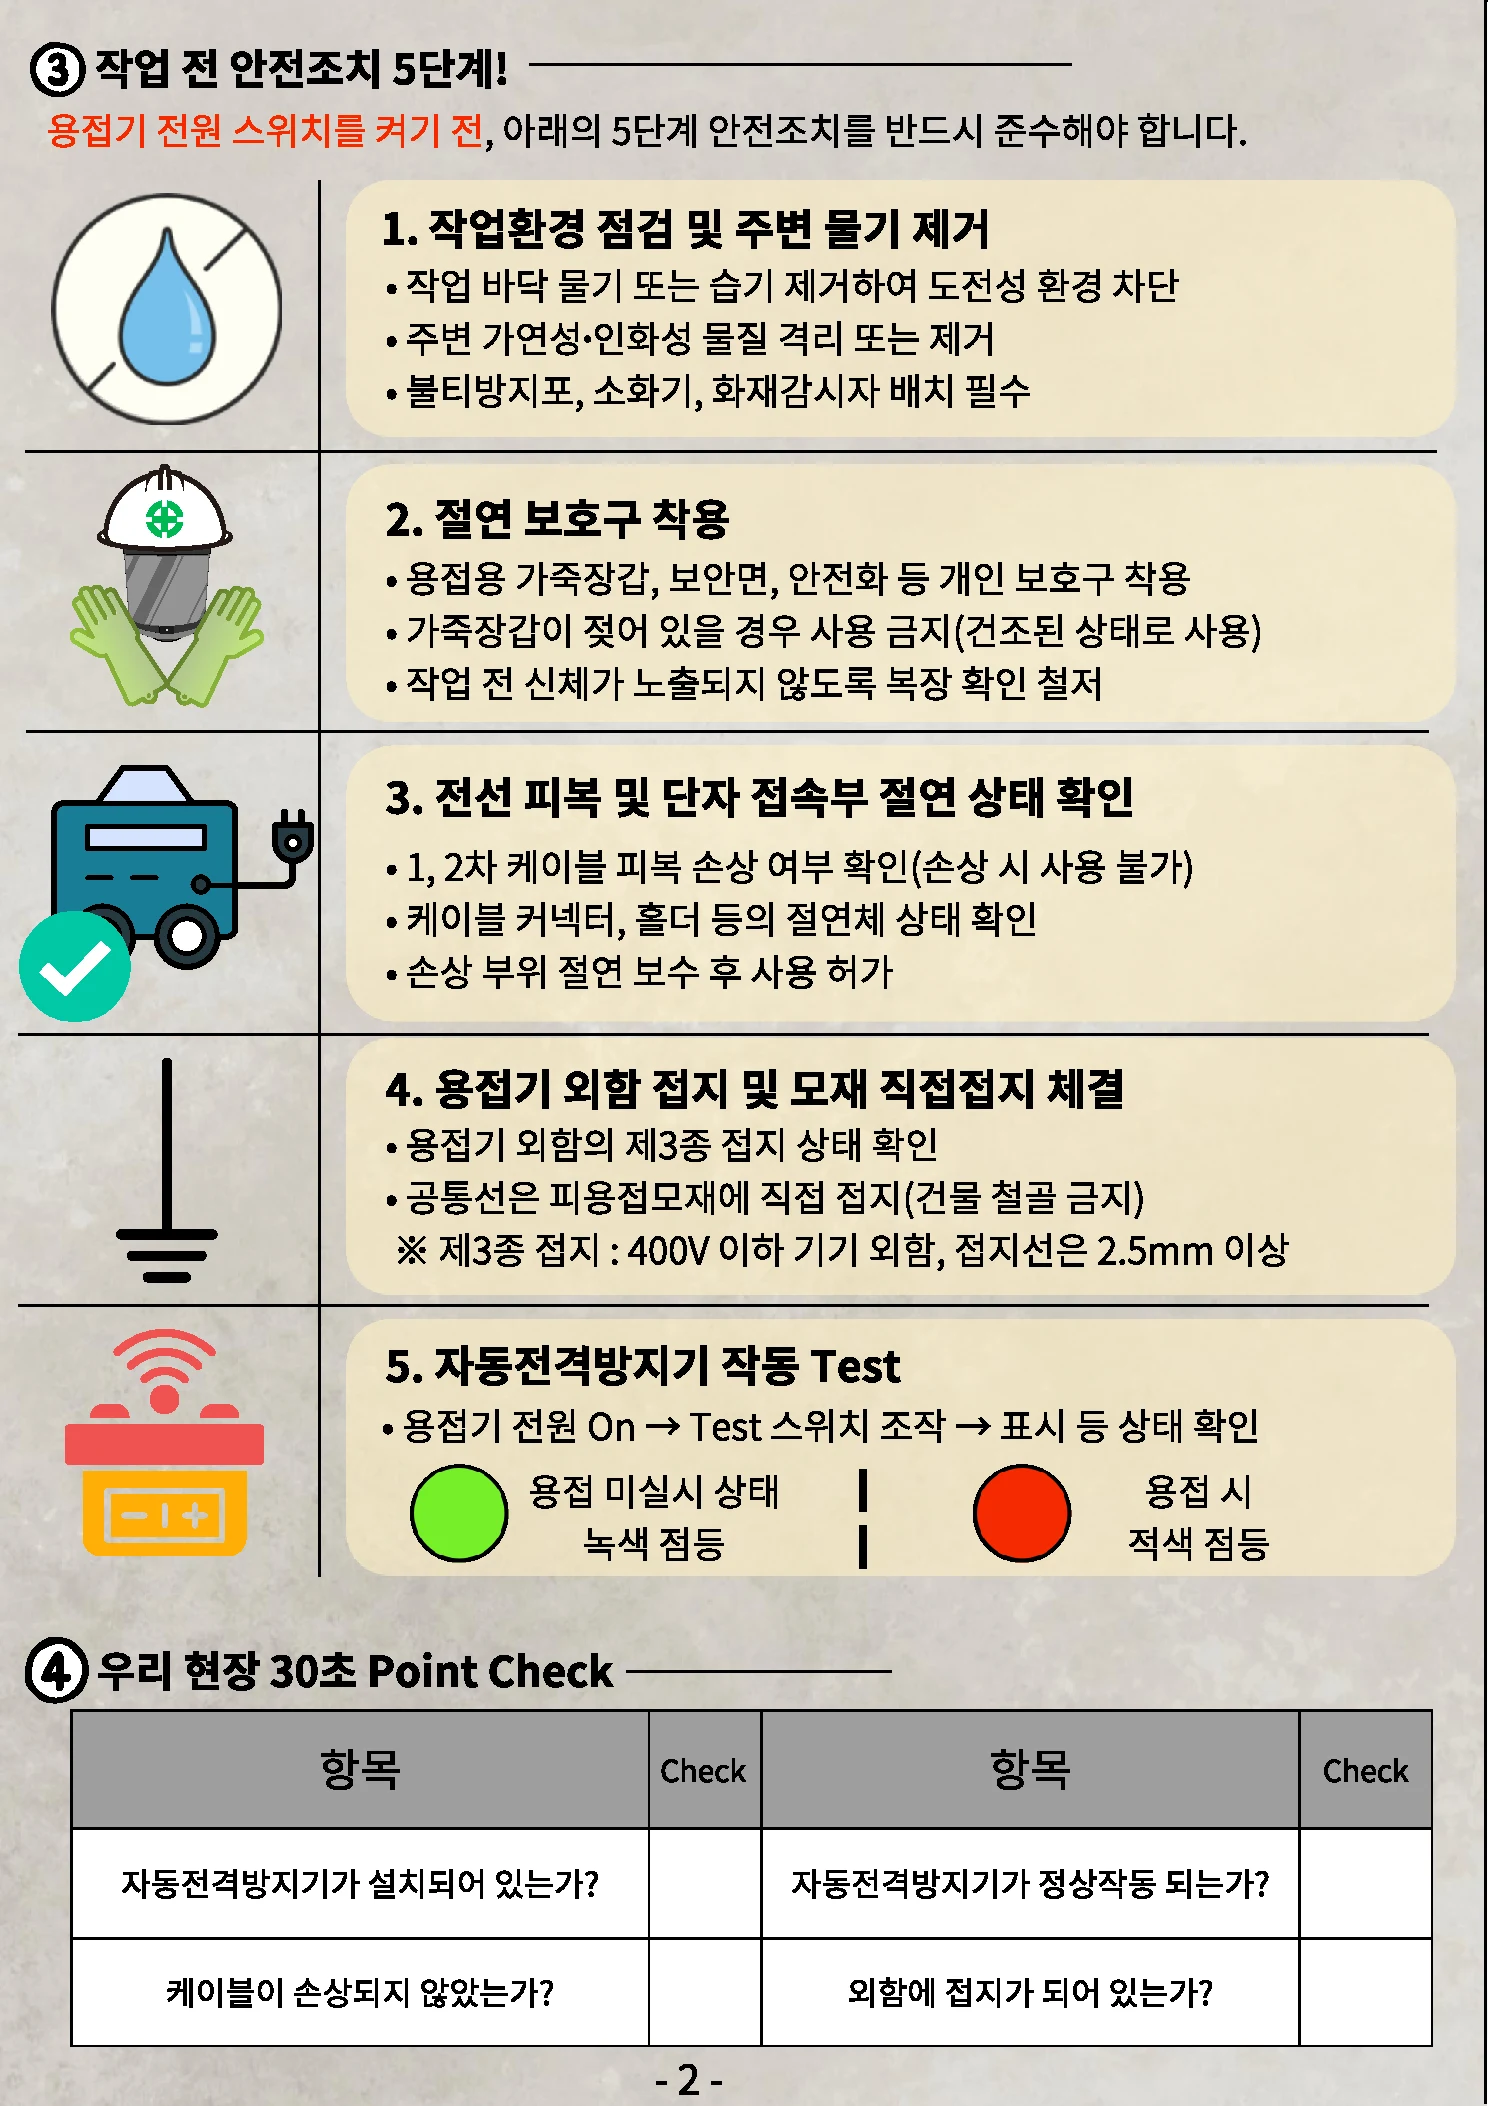 ③ 작업 전 안전조치 5단계!
용접기 전원 스위치를 켜기 전, 아래의 5단계 안전조치를 반드시 준수해야 합니다.
1. 작업환경 점검 및 주변 물기 제거
• 작업 바닥 물기 또는 습기 제거하여 도전성 환경 차단
• 주변 가연성·인화성 물질 격리 또는 제거
• 불티방지포, 소화기, 화재감시자 배치 필수
2. 절연 보호구 착용
• 용접용 가죽장갑, 보안면, 안전화 등 개인 보호구 착용
• 가죽장갑이 젖어 있을 경우 사용 금지(건조된 상태로 사용)
• 작업 전 신체가 노출되지 않도록 복장 확인 철저
3. 전선 피복 및 단자 접속부 절연 상태 확인
• 1, 2차 케이블 피복 손상 여부 확인(손상 시 사용 불가)
• 케이블 커넥터, 홀더 등의 절연체 상태 확인
• 손상 부위 절연 보수 후 사용 허가
4. 용접기 외함 접지 및 모재 직접접지 체결
• 용접기 외함의 제3종 접지 상태 확인
• 공통선은 피용접모재에 직접 접지(건물 철골 금지)
※ 제3종 접지 : 400V 이하 기기 외함, 접지선은 2.5mm 이상
5. 자동전격방지기 작동 Test
• 용접기 전원 On → Test 스위치 조작 → 표시 등 상태 확인
용접 미실시 상태
녹색 점등
용접 시
적색 점등
④ 우리 현장 30초 Point Check
항목 Check 항목 Check
자동전격방지기가 설치되어 있는가? 자동전격방지기가 정상작동 되는가?
케이블이 손상되지 않았는가? 외함에 접지가 되어 있는가?
- 2 -